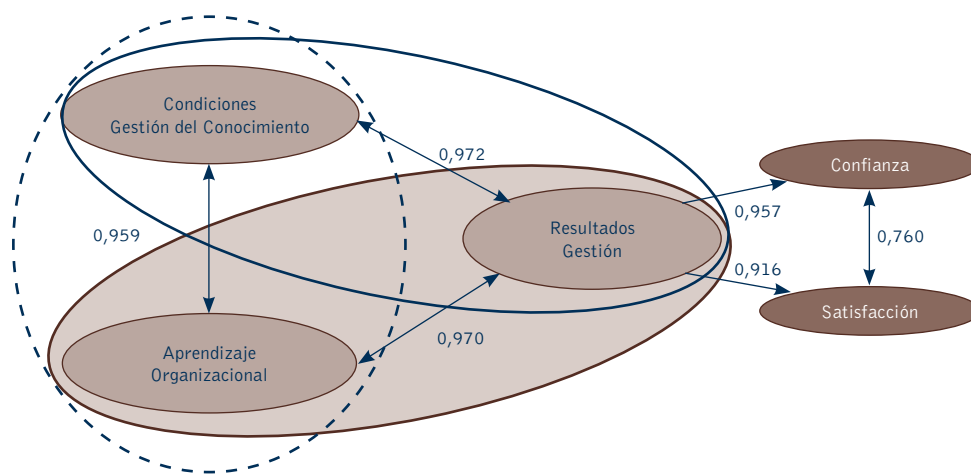 Condiciones
Gestión del Conocimiento
0,972
Confianza
0,957
Resultados
Gestión
0,959
0,760
0,916
Satisfacción
0,970
Aprendizaje
Organizacional